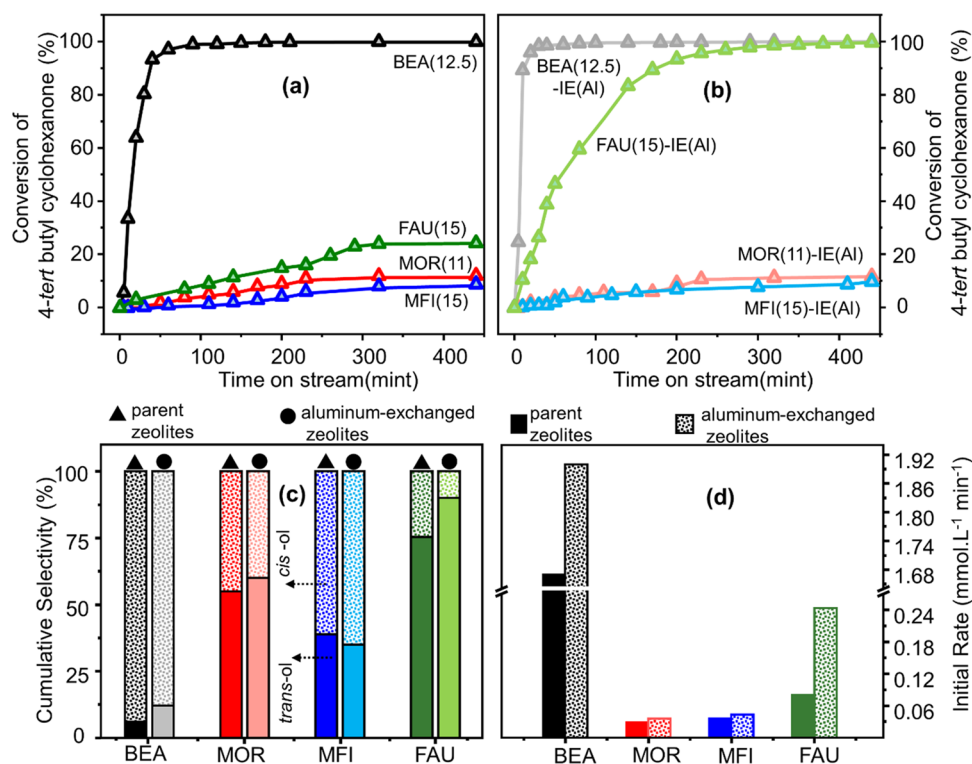 100
80
60
40
20
0
Conversion of
4-tert butyl cyclohexanone (%)
(a)
BEA(12.5)
FAU(15)
MOR(11)
MFI(15)
0 100 200 300 400
Time on stream(mint)
(b)
BEA(12.5)
-IE(Al)
FAU(15)-IE(Al)
MOR(11)-IE(Al)
MFI(15)-IE(Al)
0 100 200 300 400
Time on stream(mint)
100
80
60
40
20
0
Conversion of
4-tert butyl cyclohexanone (%)
parent
zeolites
aluminum-exchanged
zeolites
100
75
50
25
0
Cumulative Selectivity (%)
(c)
cis -ol
trans-ol
BEA MOR MFI FAU
parent
zeolites
aluminum-exchanged
zeolites
(d)
1.92
1.86
1.80
1.74
1.68
0.24
0.18
0.12
0.06
Initial Rate (mmol.L-1 min-1)
BEA MOR MFI FAU